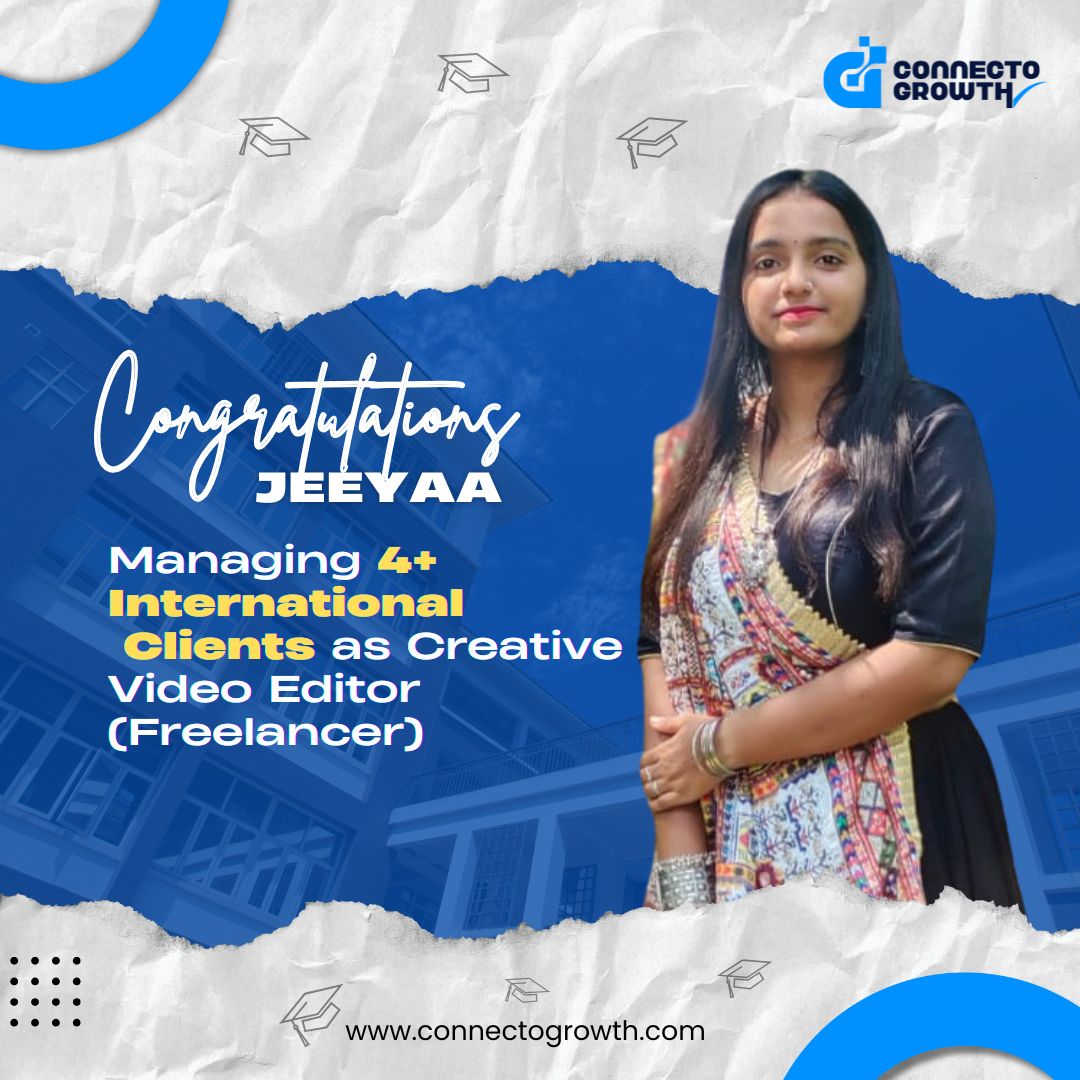 CONNECTO
GROWTH
Congratulations
JEEYAA
Managing 4+
International
Clients as Creative
Video Editor
(Freelancer)
www.connectogrowth.com